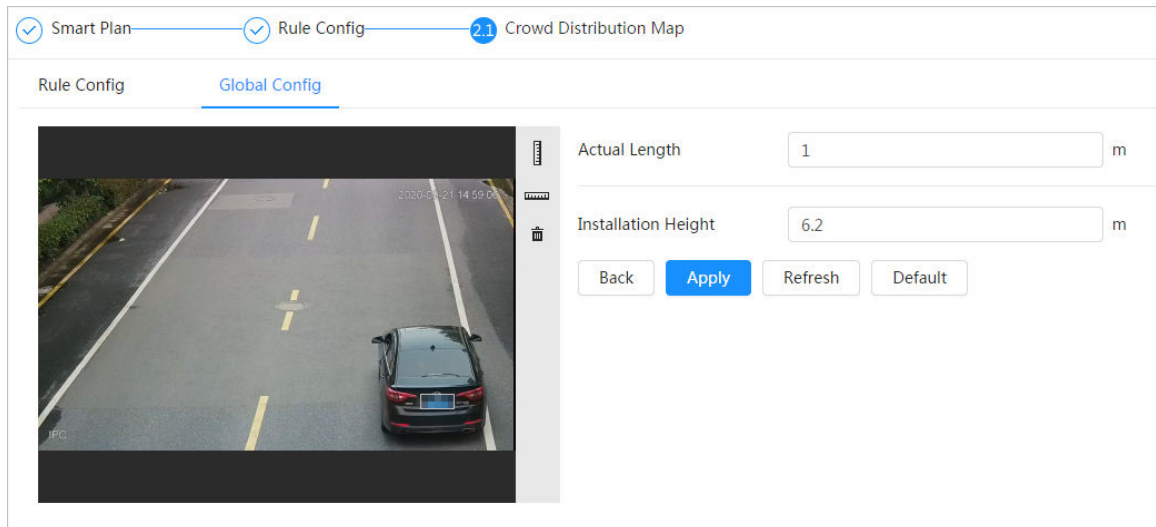 Smart Plan Rule Config 2.1 Crowd Distribution Map
Rule Config Global Config
Actual Length 1 m
Installation Height 6.2 m
Back Apply Refresh Default
IPC